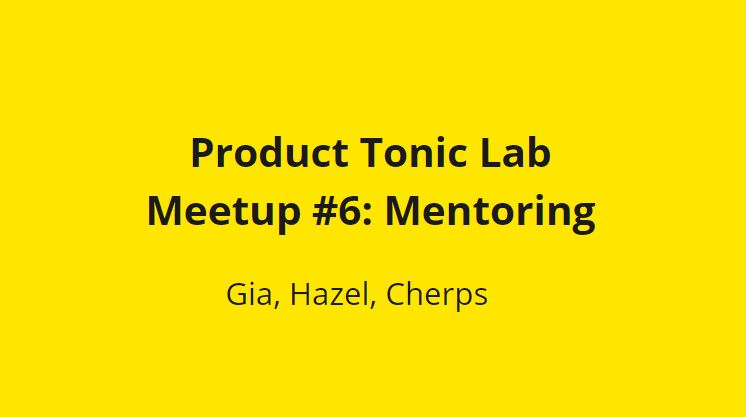 Product Tonic Lab
Meetup #6: Mentoring
Gia, Hazel, Cherps